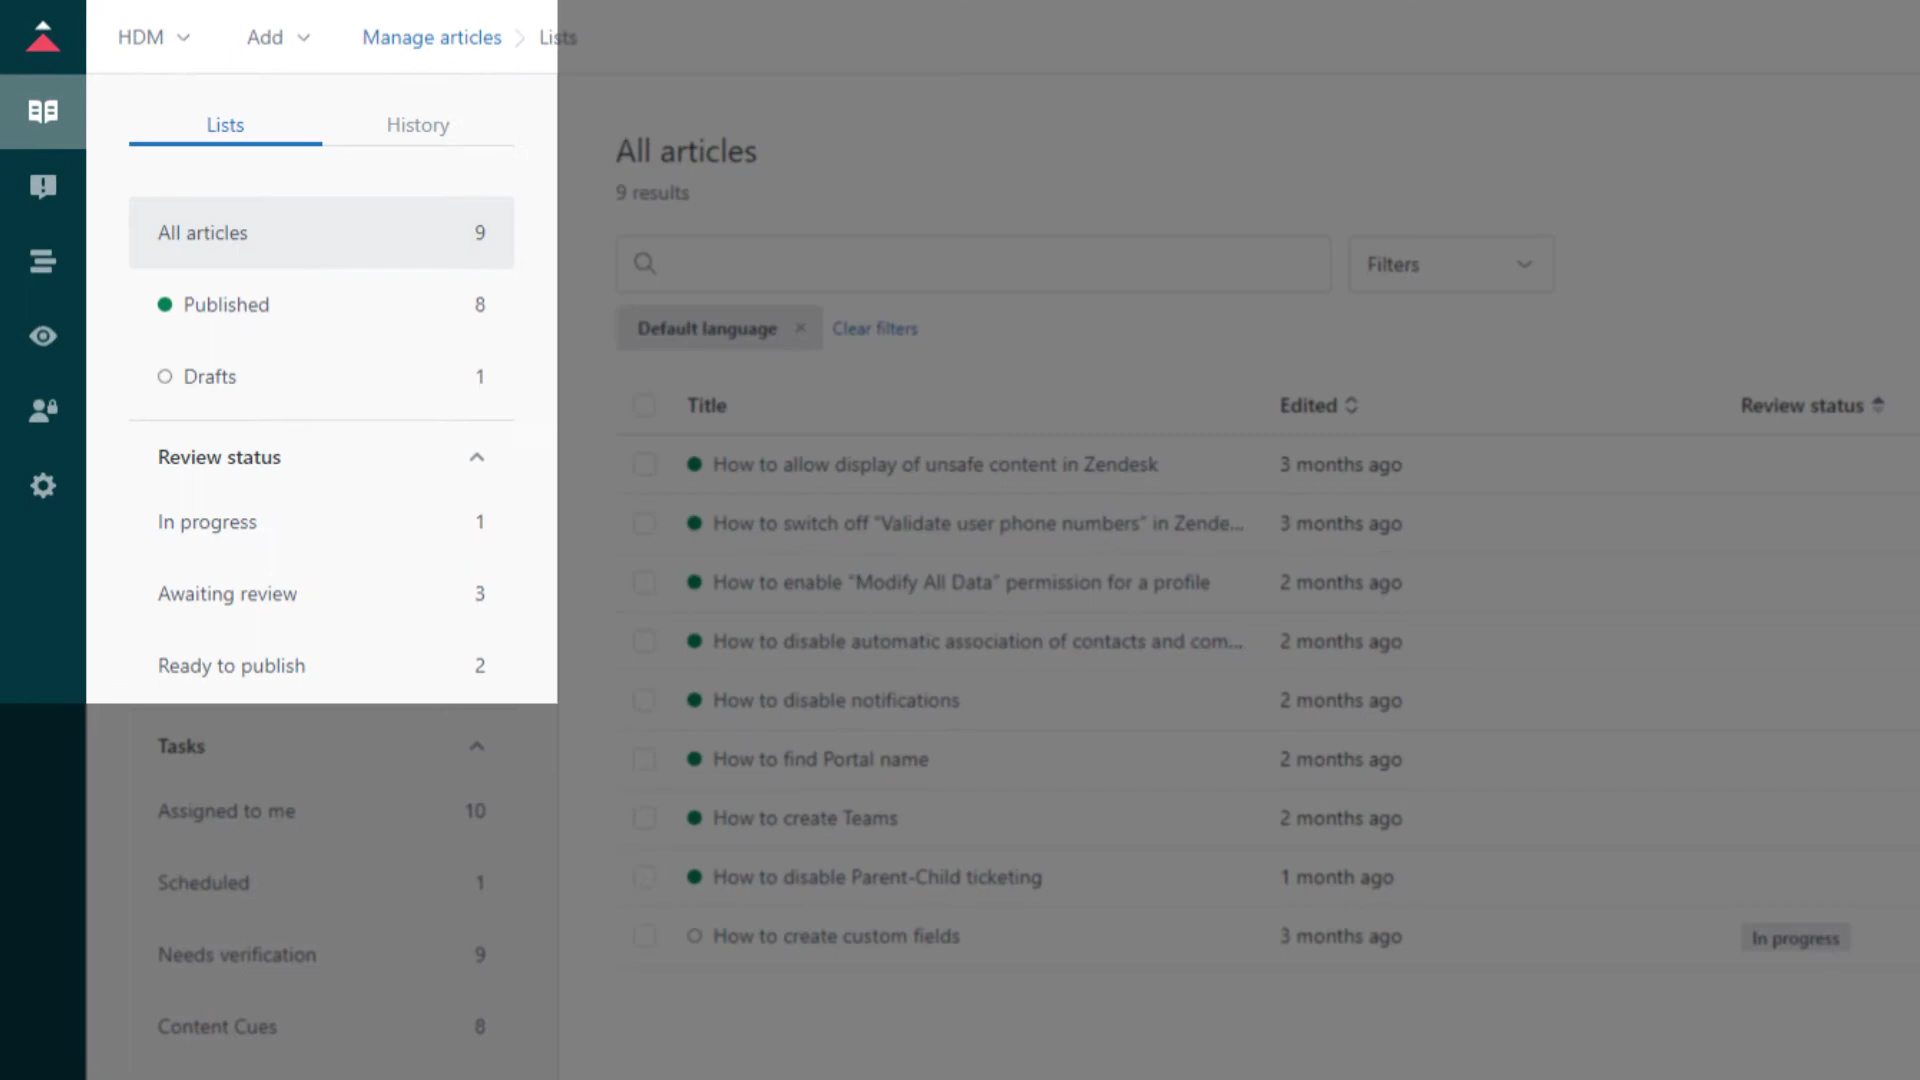 HDM Add Manage articles Lists
Lists History
All articles 9
Published 8
Drafts 1
Review status
In progress 1
Awaiting review 3
Ready to publish 2
Tasks
Assigned to me 10
Scheduled 1
Needs verification 9
Content Cues 8
All articles
9 results
Filters
Default language × Clear filters
Title Edited Review status
How to allow display of unsafe content in Zendesk 3 months ago
How to switch off "Validate user phone numbers" in Zende... 3 months ago
How to enable "Modify All Data" permission for a profile 2 months ago
How to disable automatic association of contacts and com... 2 months ago
How to disable notifications 2 months ago
How to find Portal name 2 months ago
How to create Teams 2 months ago
How to disable Parent-Child ticketing 1 month ago
How to create custom fields 3 months ago In progress